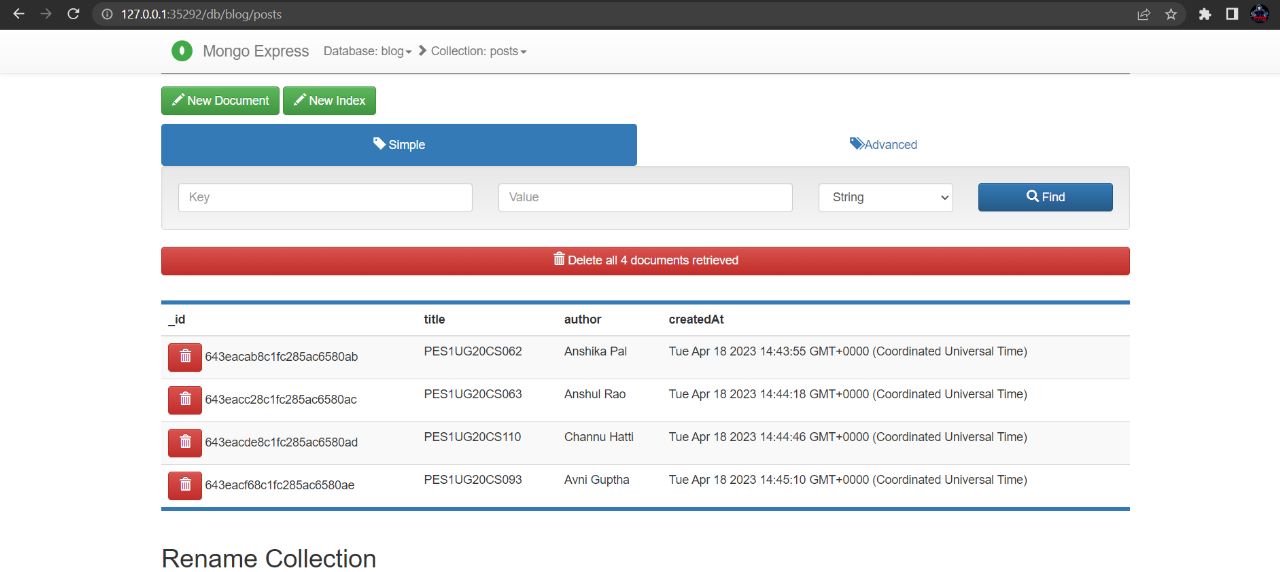 127.0.0.1:35292/db/blog/posts
Mongo Express Database: blog Collection: posts
New Document New Index
Simple Advanced
Key Value String Find
Delete all 4 documents retrieved
_id title author createdAt
643eacab8c1fc285ac6580ab PES1UG20CS062 Anshika Pal Tue Apr 18 2023 14:43:55 GMT+0000 (Coordinated Universal Time)
643eacc28c1fc285ac6580ac PES1UG20CS063 Anshul Rao Tue Apr 18 2023 14:44:18 GMT+0000 (Coordinated Universal Time)
643eacde8c1fc285ac6580ad PES1UG20CS110 Channu Hatti Tue Apr 18 2023 14:44:46 GMT+0000 (Coordinated Universal Time)
643eacf68c1fc285ac6580ae PES1UG20CS093 Avni Guptha Tue Apr 18 2023 14:45:10 GMT+0000 (Coordinated Universal Time)
Rename Collection